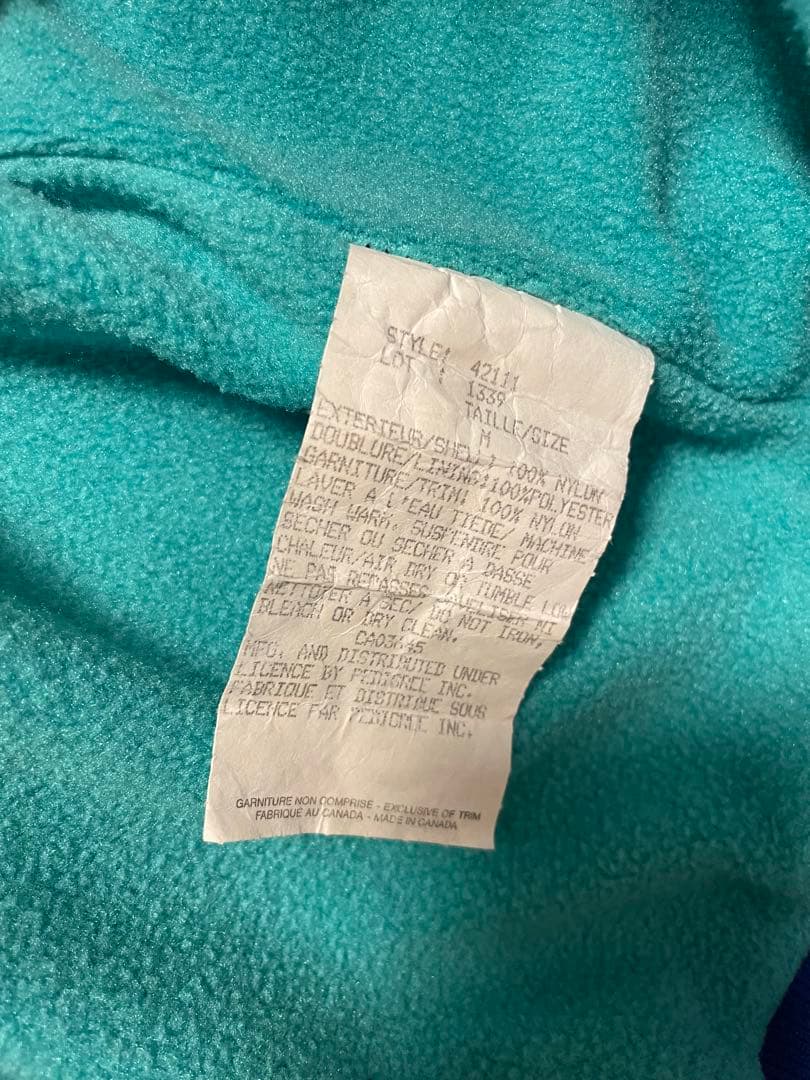 STYLE: 42111
LOT : 1339
TAILLE/SIZE
M
EXTERIEUR/SHELL: 100% NYLON
DOUBLURE/LINING:100%POLYESTER
GARNITURE/TRIM: 100% NYLON
LAVER A L'EAU TIEDE/ MACHINE
WASH WARM. SUSPENDRE POUR
SECHER OU SECHER A BASSE
CHALEUR/AIR DRY OR TUMBLE LOW
NE PAS REPASSER JAVELISER NI
NETTOYER A SEC/ DO NOT IRON,
BLEACH OR DRY CLEAN.
MFG. AND DISTRIBUTED UNDER
LICENCE BY PEDIGREE INC.
FABRIQUE ET DISTRIBUE SOUS
LICENCE PAR PEDIGREE INC.
GARNITURE NON COMPRISE - EXCLUSIVE OF TRIM
FABRIQUE AU CANADA - MADE IN CANADA